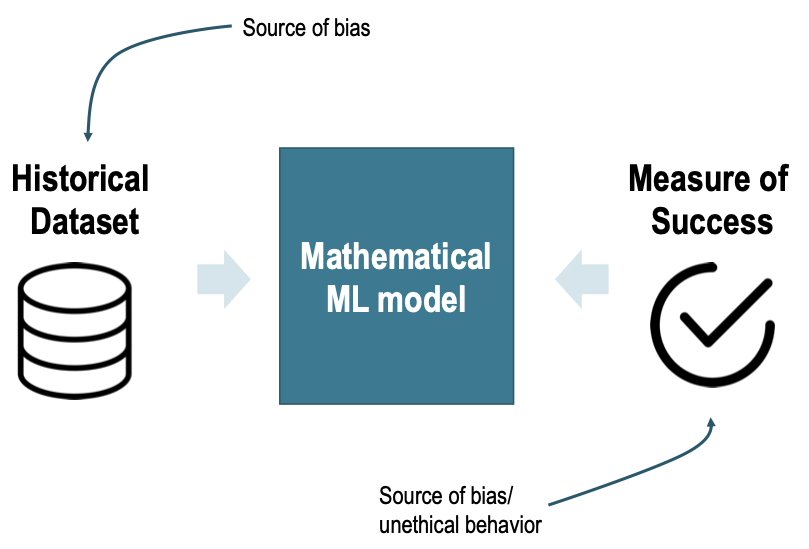 Source of bias
Historical
Dataset
Mathematical
ML model
Measure of
Success
Source of bias/
unethical behavior